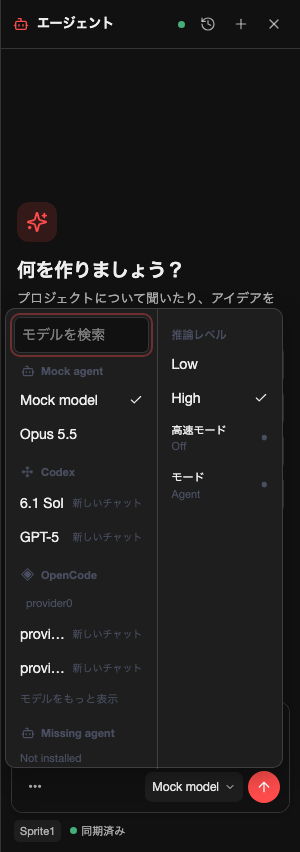 エージェント
何を作りましょう？
プロジェクトについて聞いたり、アイデアを
モデルを検索
Mock agent
Mock model
Opus 5.5
Codex
6.1 Sol 新しいチャット
GPT-5 新しいチャット
OpenCode
provider0
provi... 新しいチャット
provi... 新しいチャット
モデルをもっと表示
Missing agent
Not installed
推論レベル
Low
High
高速モード
Off
モード
Agent
Mock model
Sprite1
同期済み